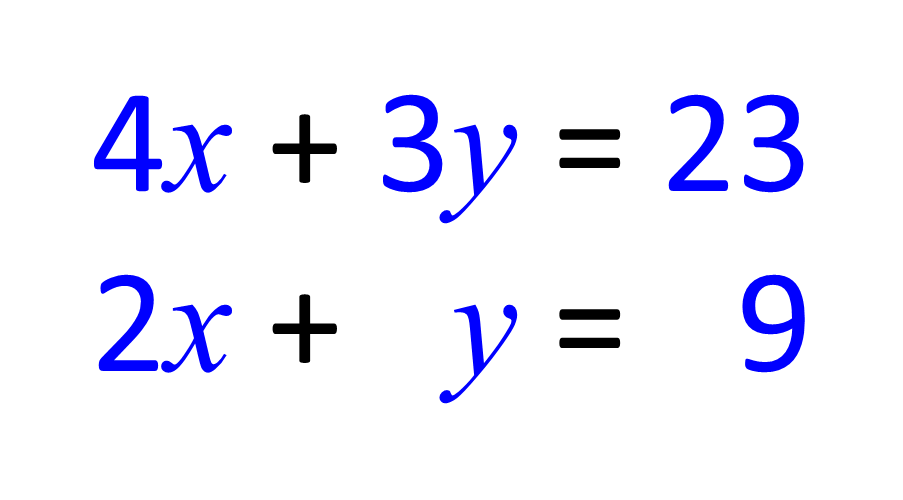 4x + 3y = 23
2x + y = 9